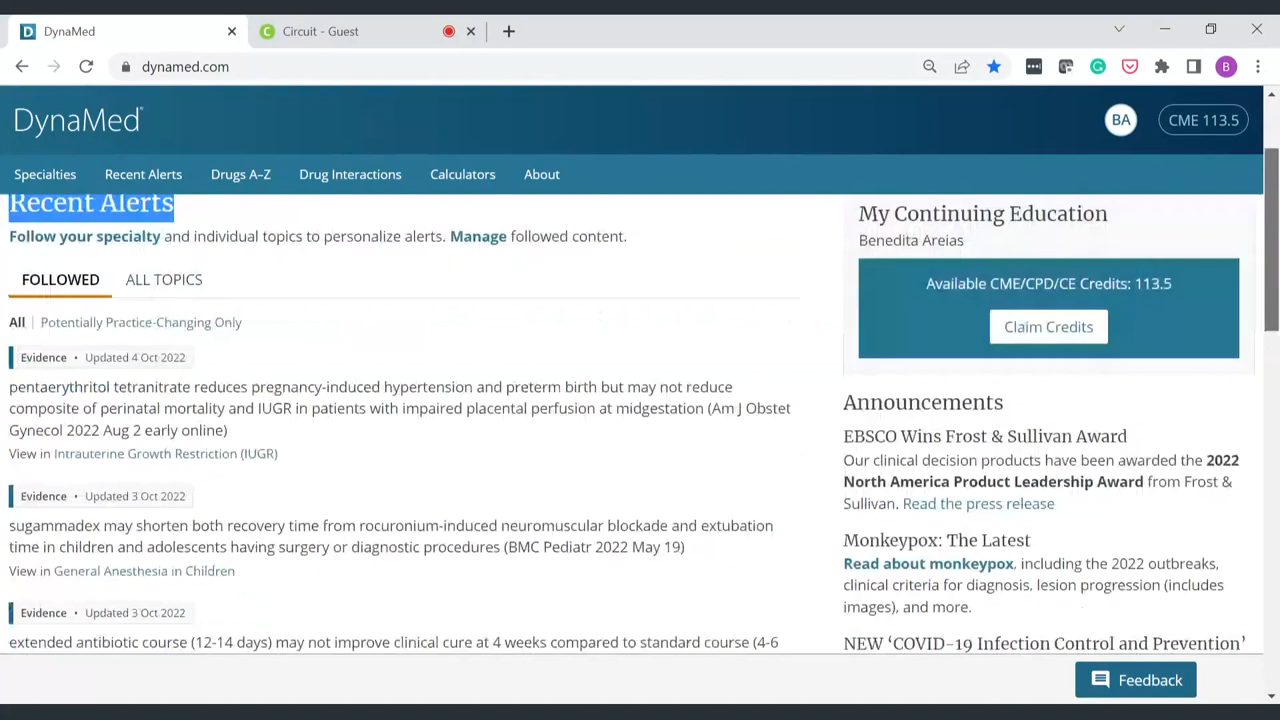 DynaMed
Circuit - Guest
dynamed.com
B
DynaMed®
BA
CME 113.5
Specialties
Recent Alerts
Drugs A–Z
Drug Interactions
Calculators
About
Recent Alerts
Follow your specialty and individual topics to personalize alerts. Manage followed content.
FOLLOWED
ALL TOPICS
All | Potentially Practice-Changing Only
Evidence • Updated 4 Oct 2022
pentaerythritol tetranitrate reduces pregnancy-induced hypertension and preterm birth but may not reduce
composite of perinatal mortality and IUGR in patients with impaired placental perfusion at midgestation (Am J Obstet
Gynecol 2022 Aug 2 early online)
View in Intrauterine Growth Restriction (IUGR)
Evidence • Updated 3 Oct 2022
sugammadex may shorten both recovery time from rocuronium-induced neuromuscular blockade and extubation
time in children and adolescents having surgery or diagnostic procedures (BMC Pediatr 2022 May 19)
View in General Anesthesia in Children
Evidence • Updated 3 Oct 2022
extended antibiotic course (12-14 days) may not improve clinical cure at 4 weeks compared to standard course (4-6
My Continuing Education
Benedita Areias
Available CME/CPD/CE Credits: 113.5
Claim Credits
Announcements
EBSCO Wins Frost & Sullivan Award
Our clinical decision products have been awarded the 2022
North America Product Leadership Award from Frost &
Sullivan. Read the press release
Monkeypox: The Latest
Read about monkeypox, including the 2022 outbreaks,
clinical criteria for diagnosis, lesion progression (includes
images), and more.
NEW ‘COVID-19 Infection Control and Prevention’
Feedback